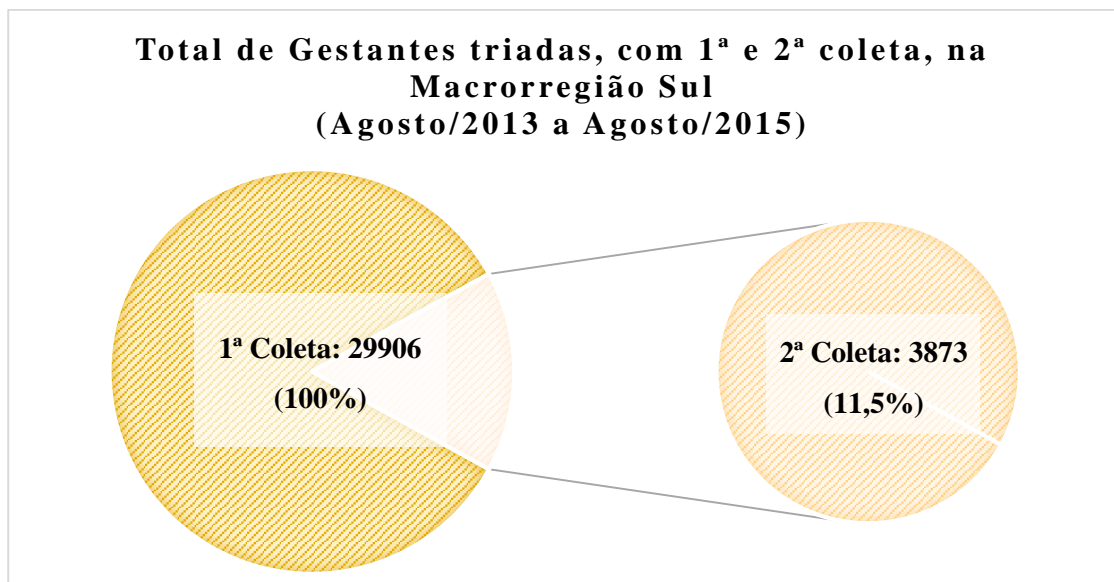 Total de Gestantes triadas, com 1ª e 2ª coleta, na
Macrorregião Sul
(Agosto/2013 a Agosto/2015)
1ª Coleta: 29906
(100%)
2ª Coleta: 3873
(11,5%)